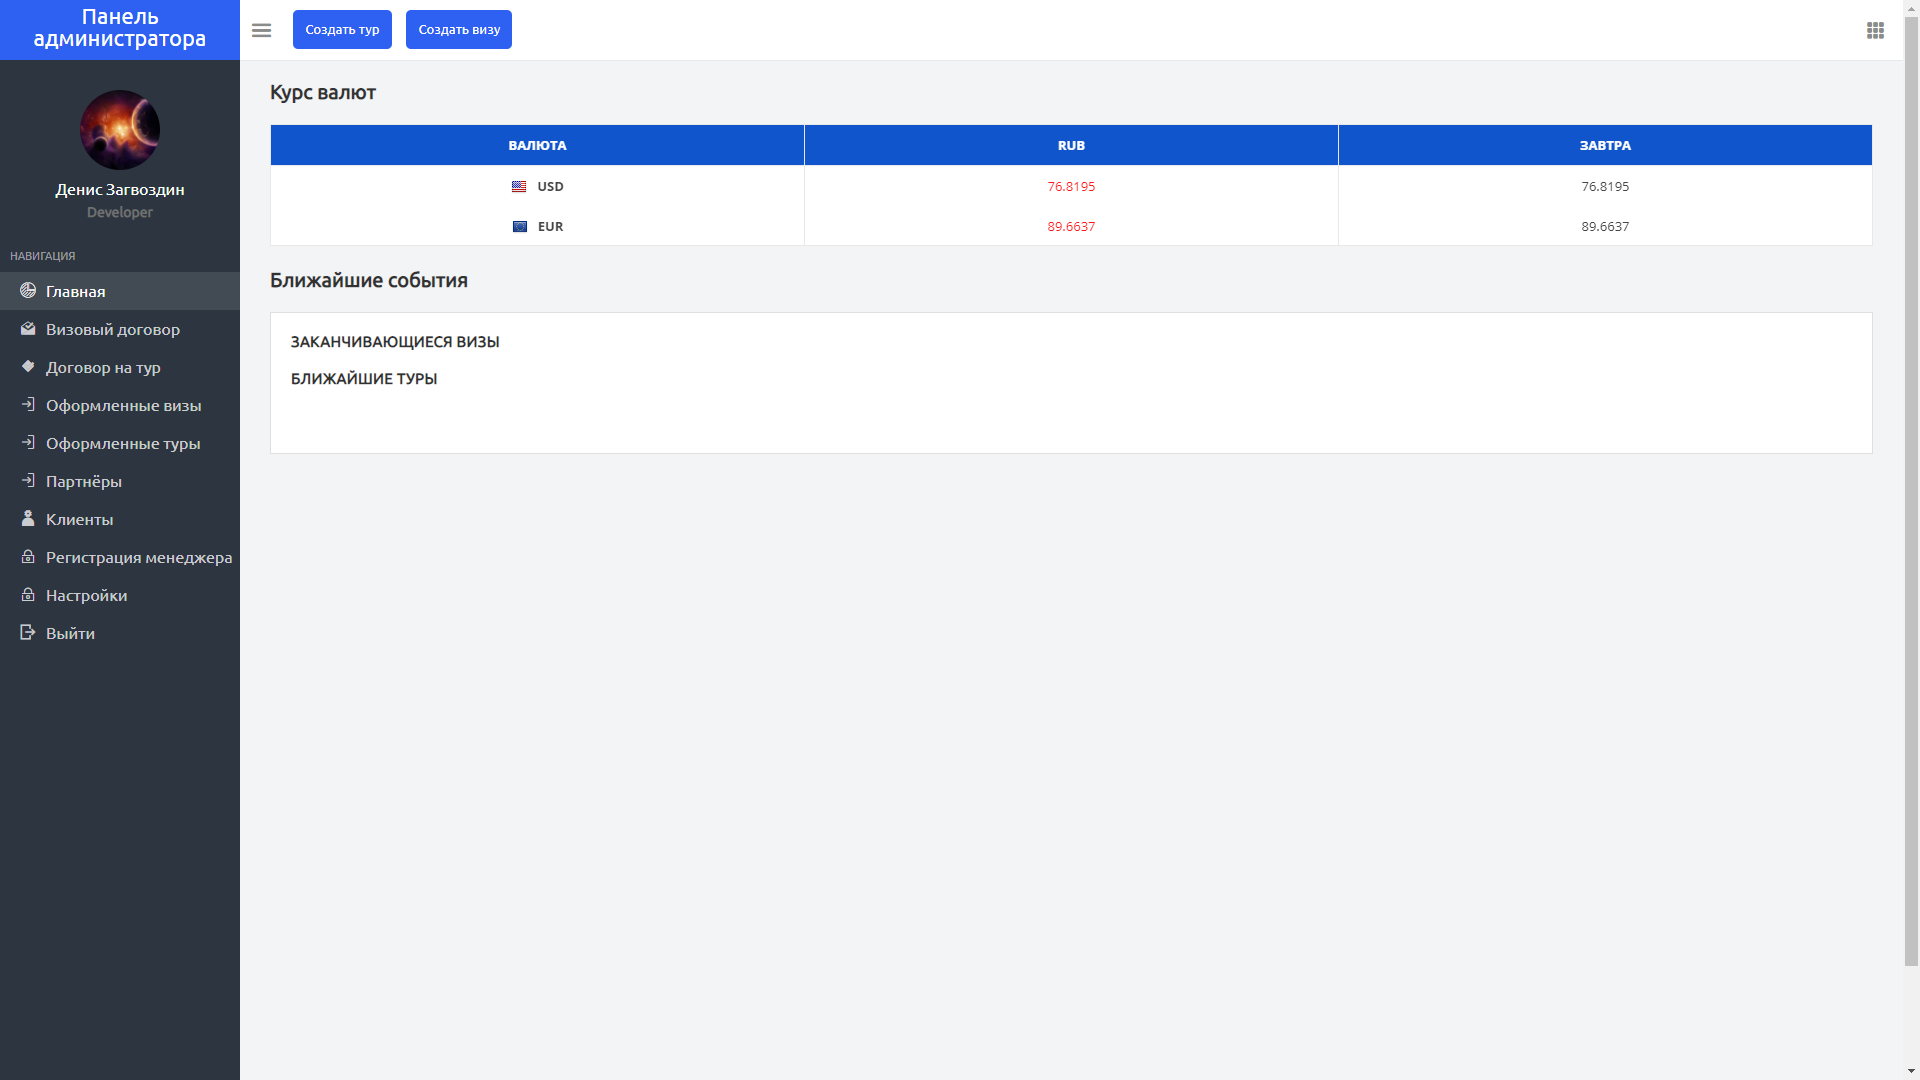 Панель
администратора
Создать тур
Создать визу
Денис Загвоздин
Developer
НАВИГАЦИЯ
Главная
Визовый договор
Договор на тур
Оформленные визы
Оформленные туры
Партнёры
Клиенты
Регистрация менеджера
Настройки
Выйти
Курс валют
ВАЛЮТА RUB ЗАВТРА
USD 76.8195 76.8195
EUR 89.6637 89.6637
Ближайшие события
ЗАКАНЧИВАЮЩИЕСЯ ВИЗЫ
БЛИЖАЙШИЕ ТУРЫ